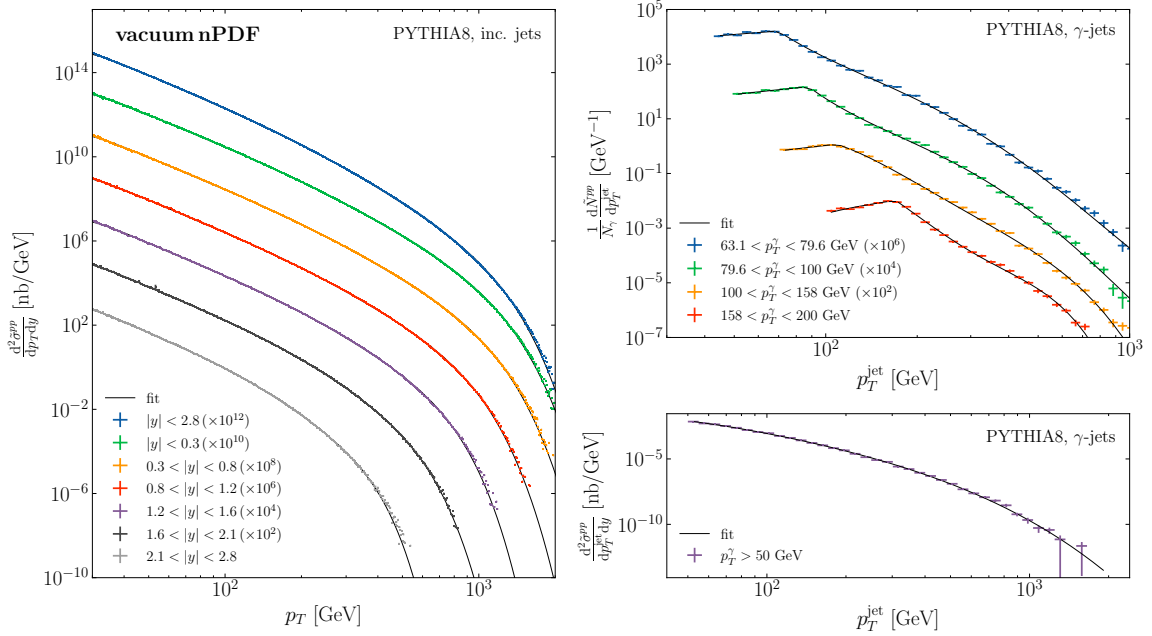 vacuum nPDF
PYTHIA8, inc. jets
10^14
10^10
10^6
10^2
10^−2
10^−6
10^−10
d²σ̃^pp / dp_T dy [nb/GeV]
fit
|y| < 2.8 (×10^12)
|y| < 0.3 (×10^10)
0.3 < |y| < 0.8 (×10^8)
0.8 < |y| < 1.2 (×10^6)
1.2 < |y| < 1.6 (×10^4)
1.6 < |y| < 2.1 (×10^2)
2.1 < |y| < 2.8
10^2
10^3
p_T [GeV]
PYTHIA8, γ-jets
10^7
10^5
10^3
10^1
10^−1
10^−3
10^−5
10^−7
1/N_γ dÑ^pp / dp_T^jet [GeV^−1]
fit
63.1 < p_T^γ < 79.6 GeV (×10^6)
79.6 < p_T^γ < 100 GeV (×10^4)
100 < p_T^γ < 158 GeV (×10^2)
158 < p_T^γ < 200 GeV
10^2
10^3
p_T^jet [GeV]
PYTHIA8, γ-jets
10^−5
10^−10
d²σ̃^pp / dp_T^jet dy [nb/GeV]
fit
p_T^γ > 50 GeV
10^2
10^3
p_T^jet [GeV]